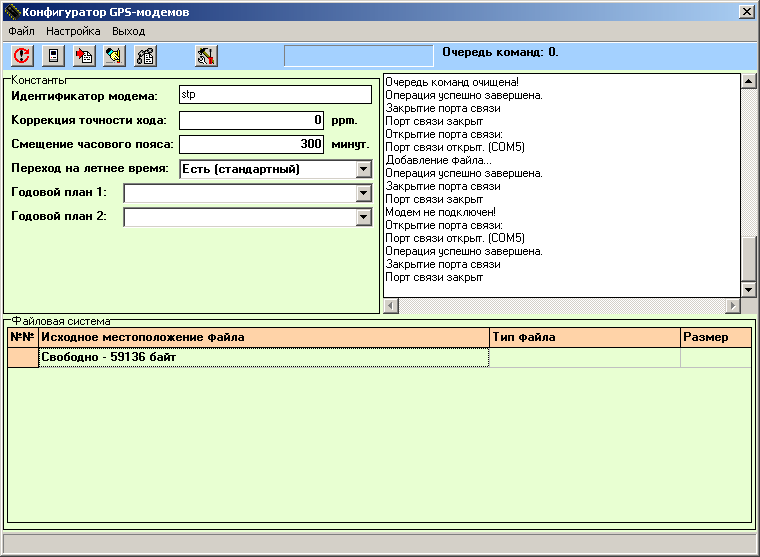 Конфигуратор GPS-модемов
Файл Настройка Выход
Очередь команд: 0.
Константы
Идентификатор модема: stp
Коррекция точности хода: 0 ppm.
Смещение часового пояса: 300 минут.
Переход на летнее время: Есть (стандартный)
Годовой план 1:
Годовой план 2:
Очередь команд очищена!
Операция успешно завершена.
Закрытие порта связи
Порт связи закрыт
Открытие порта связи:
Порт связи открыт. (COM5)
Добавление файла...
Операция успешно завершена.
Закрытие порта связи
Порт связи закрыт
Модем не подключен!
Открытие порта связи:
Порт связи открыт. (COM5)
Операция успешно завершена.
Закрытие порта связи
Порт связи закрыт
Файловая система
№№ Исходное местоположение файла Тип файла Размер
Свободно - 59136 байт